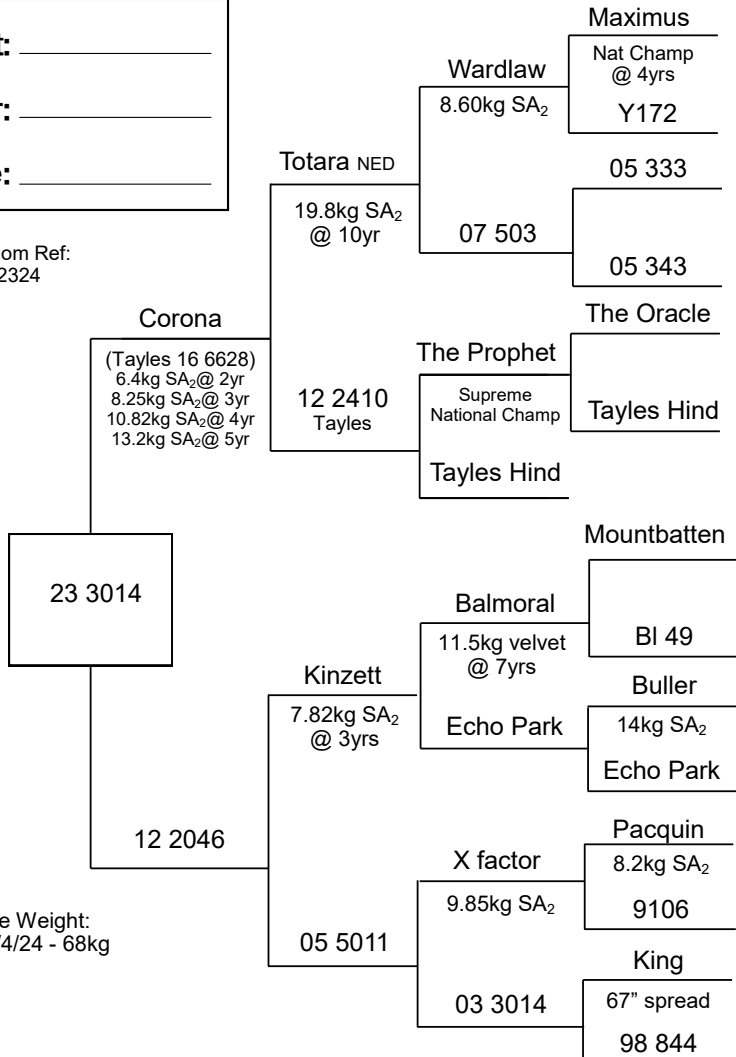 Maximus
Nat Champ
@ 4yrs
Y172
Wardlaw
8.60kg SA₂
05 333
Totara NED
19.8kg SA₂
@ 10yr
07 503
05 343
2324
Corona
(Tayles 16 6628)
6.4kg SA₂@ 2yr
8.25kg SA₂@ 3yr
10.82kg SA₂@ 4yr
13.2kg SA₂@ 5yr
The Oracle
The Prophet
Supreme
National Champ
Tayles Hind
12 2410
Tayles
Tayles Hind
23 3014
Mountbatten
Balmoral
11.5kg velvet
@ 7yrs
Bl 49
Kinzett
7.82kg SA₂
@ 3yrs
Buller
14kg SA₂
Echo Park
Echo Park
12 2046
Pacquin
8.2kg SA₂
X factor
9.85kg SA₂
9106
05 5011
King
67” spread
03 3014
98 844
Weight:
4/24 - 68kg
Ref: